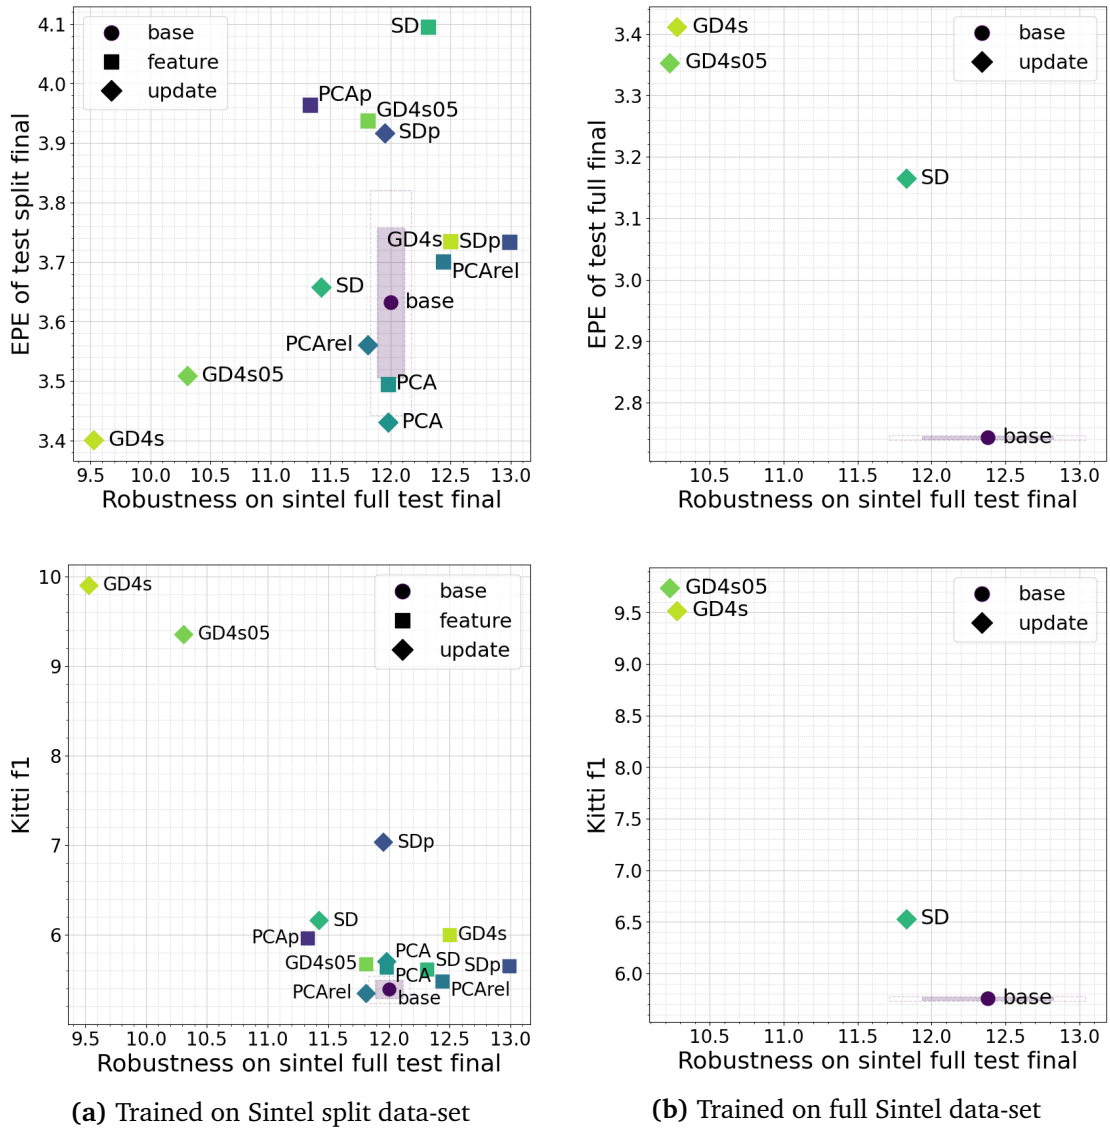 4.1
4.0
3.9
3.8
3.7
3.6
3.5
3.4
EPE of test split final
base
feature
update
SD
PCAp
GD4s05
SDp
GD4s
SDp
PCArel
SD
base
PCArel
GD4s05
PCA
PCA
GD4s
9.5 10.0 10.5 11.0 11.5 12.0 12.5 13.0
Robustness on sintel full test final
3.4
3.3
3.2
3.1
3.0
2.9
2.8
EPE of test full final
GD4s
GD4s05
base
update
SD
base
10.5 11.0 11.5 12.0 12.5 13.0
Robustness on sintel full test final
10
9
8
7
6
Kitti f1
GD4s
GD4s05
base
feature
update
SDp
SD
PCAp
GD4s
GD4s05
PCA
SD
SDp
PCA
PCArel
PCArel
base
9.5 10.0 10.5 11.0 11.5 12.0 12.5 13.0
Robustness on sintel full test final
9.5
9.0
8.5
8.0
7.5
7.0
6.5
6.0
Kitti f1
GD4s05
GD4s
base
update
SD
base
10.5 11.0 11.5 12.0 12.5 13.0
Robustness on sintel full test final
(a) Trained on Sintel split data-set
(b) Trained on full Sintel data-set